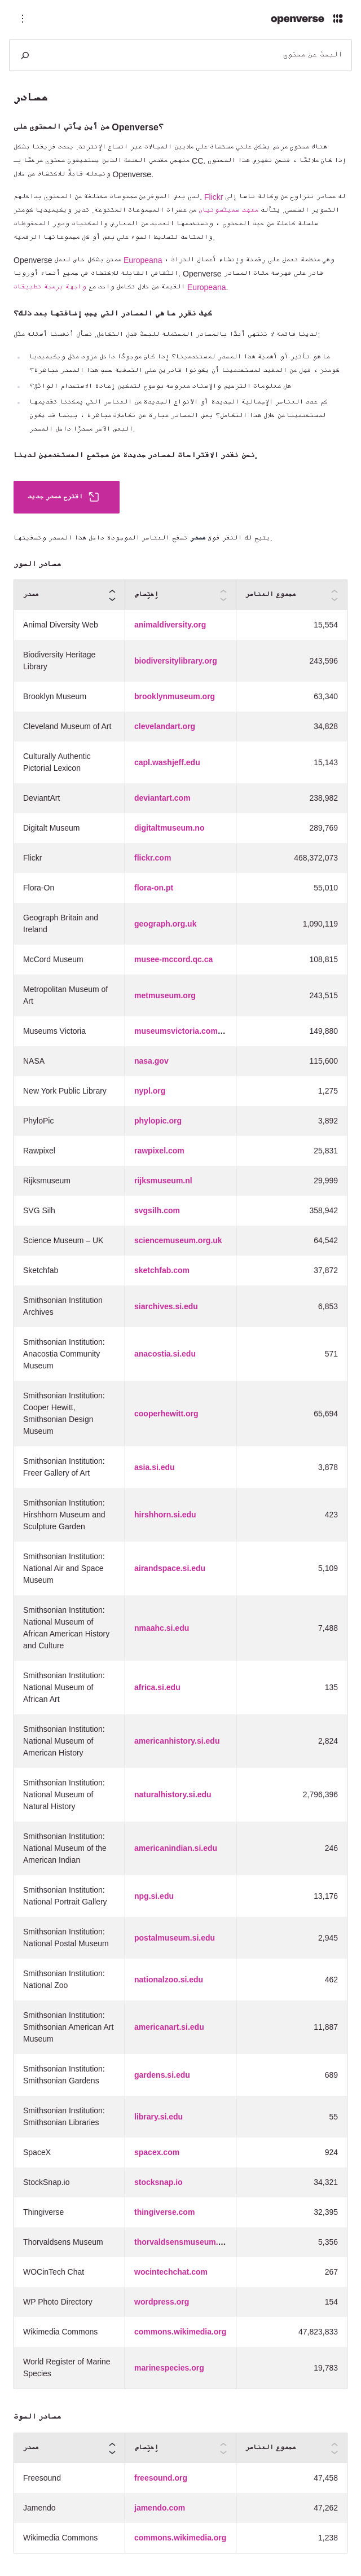 openverse
البحث عن محتوى
مصادر
من أين يأتي المحتوى على Openverse؟
هناك محتوى مرخص بشكل علني مستضاف على ملايين المجالات عبر اتساع الإنترنت. يبحث فريقنا بشكل
منهجي مقدمي الخدمة الذين يستضيفون محتوى مرخصًا بـ CC. إذا كان ملائمًا ، فنحن نفهرس هذا المحتوى
ونجعله قابلًا للاكتشاف من خلال Openverse.
لدى بعض الموفرين مجموعات مختلفة من المحتوى بداخلهم. Flickr له مصادر تتراوح من وكالة ناسا إلى
التصوير الشخصي. تضم معهد سميثسونيان من عشرات المجموعات المتنوعة. تدير ويكيميديا كومنز
سلسلة كاملة من حيث المحتوى ، وتستخدمها العديد من المعارض والمكتبات ودور المحفوظات
والمتاحف لتسليط الضوء على بعض أو كل مجموعاتها الرقمية.
Openverse ممتن بشكل خاص لعمل Europeana ، وهي منظمة تعمل على رقمنة وإنشاء أعمال التراث
الثقافي القابلة للاكتشاف في جميع أنحاء أوروبا. Openverse قادر على فهرسة مئات المصادر
القيمة من خلال تكامل واحد مع واجهة برمجة تطبيقات Europeana.
كيف نقرر ما هي المصادر التي يجب إضافتها بعد ذلك؟
لدينا قائمة لا تنتهي أبدًا بالمصادر المحتملة للبحث قبل التكامل. نسأل أنفسنا أسئلة مثل:
ما هو تأثير أو أهمية هذا المصدر لمستخدمينا؟ إذا كان موجودًا داخل مزود مثل ويكيميديا
كومنز ، فهل من المفيد لمستخدمينا أن يكونوا قادرين على التصفية حسب هذا المصدر مباشرة؟
هل معلومات الترخيص والإسناد معروضة بوضوح لتمكين إعادة الاستخدام الواثق؟
كم عدد العناصر الإجمالية الجديدة أو الأنواع الجديدة من العناصر التي يمكننا تقديمها
لمستخدمينا من خلال هذا التكامل؟ بعض المصادر عبارة عن تكاملات مباشرة ، بينما قد يكون
البعض الآخر مصدرًا داخل المصدر.
نحن نقدر الاقتراحات لمصادر جديدة من مجتمع المستخدمين لدينا.
اقترح مصدر جديد
يتيح لك النقر فوق مصدر تصفح العناصر الموجودة داخل هذا المصدر وتصفيتها.
مصادر الصور
مصدر اختصاص مجموع العناصر
Animal Diversity Web animaldiversity.org 15,554
Biodiversity Heritage
Library biodiversitylibrary.org 243,596
Brooklyn Museum brooklynmuseum.org 63,340
Cleveland Museum of Art clevelandart.org 34,828
Culturally Authentic
Pictorial Lexicon capl.washjeff.edu 15,143
DeviantArt deviantart.com 238,982
Digitalt Museum digitaltmuseum.no 289,769
Flickr flickr.com 468,372,073
Flora-On flora-on.pt 55,010
Geograph Britain and
Ireland geograph.org.uk 1,090,119
McCord Museum musee-mccord.qc.ca 108,815
Metropolitan Museum of
Art metmuseum.org 243,515
Museums Victoria museumsvictoria.com... 149,880
NASA nasa.gov 115,600
New York Public Library nypl.org 1,275
PhyloPic phylopic.org 3,892
Rawpixel rawpixel.com 25,831
Rijksmuseum rijksmuseum.nl 29,999
SVG Silh svgsilh.com 358,942
Science Museum – UK sciencemuseum.org.uk 64,542
Sketchfab sketchfab.com 37,872
Smithsonian Institution
Archives siarchives.si.edu 6,853
Smithsonian Institution:
Anacostia Community
Museum anacostia.si.edu 571
Smithsonian Institution:
Cooper Hewitt,
Smithsonian Design
Museum cooperhewitt.org 65,694
Smithsonian Institution:
Freer Gallery of Art asia.si.edu 3,878
Smithsonian Institution:
Hirshhorn Museum and
Sculpture Garden hirshhorn.si.edu 423
Smithsonian Institution:
National Air and Space
Museum airandspace.si.edu 5,109
Smithsonian Institution:
National Museum of
African American History
and Culture nmaahc.si.edu 7,488
Smithsonian Institution:
National Museum of
African Art africa.si.edu 135
Smithsonian Institution:
National Museum of
American History americanhistory.si.edu 2,824
Smithsonian Institution:
National Museum of
Natural History naturalhistory.si.edu 2,796,396
Smithsonian Institution:
National Museum of the
American Indian americanindian.si.edu 246
Smithsonian Institution:
National Portrait Gallery npg.si.edu 13,176
Smithsonian Institution:
National Postal Museum postalmuseum.si.edu 2,945
Smithsonian Institution:
National Zoo nationalzoo.si.edu 462
Smithsonian Institution:
Smithsonian American Art
Museum americanart.si.edu 11,887
Smithsonian Institution:
Smithsonian Gardens gardens.si.edu 689
Smithsonian Institution:
Smithsonian Libraries library.si.edu 55
SpaceX spacex.com 924
StockSnap.io stocksnap.io 34,321
Thingiverse thingiverse.com 32,395
Thorvaldsens Museum thorvaldsensmuseum.... 5,356
WOCinTech Chat wocintechchat.com 267
WP Photo Directory wordpress.org 154
Wikimedia Commons commons.wikimedia.org 47,823,833
World Register of Marine
Species marinespecies.org 19,783
مصادر الصوت
مصدر اختصاص مجموع العناصر
Freesound freesound.org 47,458
Jamendo jamendo.com 47,262
Wikimedia Commons commons.wikimedia.org 1,238